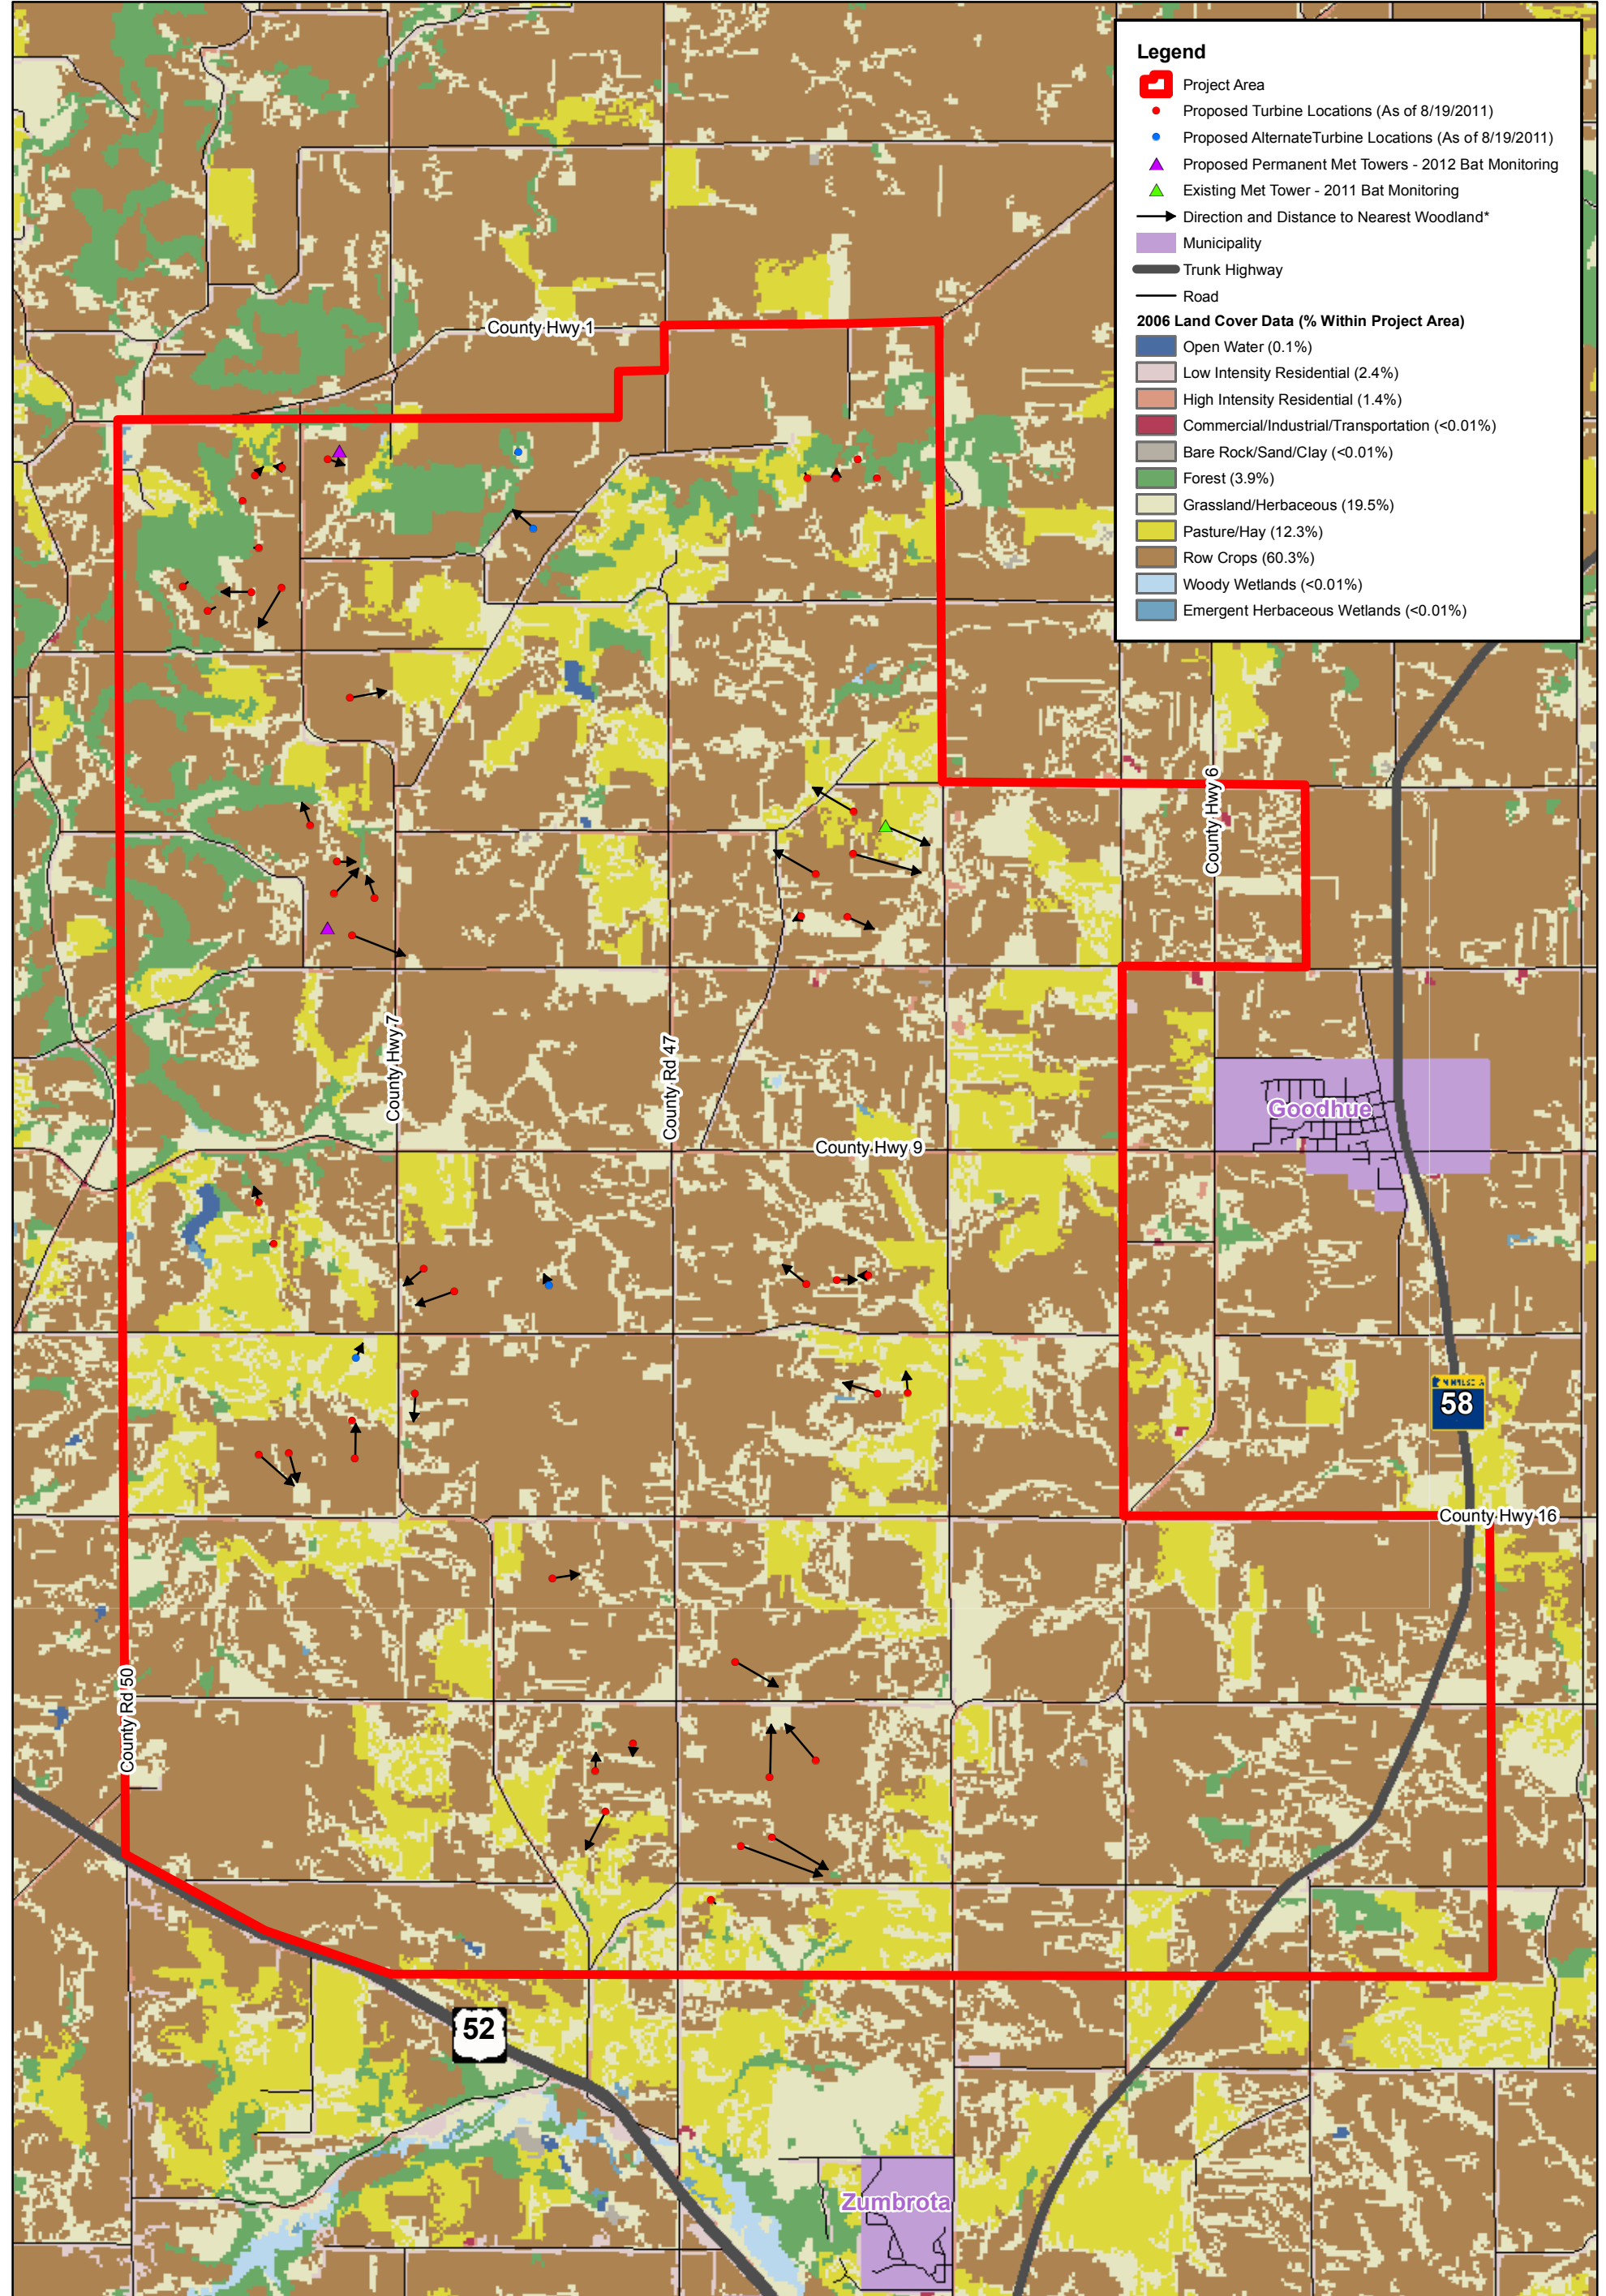 Legend
Project Area
Proposed Turbine Locations (As of 8/19/2011)
Proposed AlternateTurbine Locations (As of 8/19/2011)
Proposed Permanent Met Towers - 2012 Bat Monitoring
Existing Met Tower - 2011 Bat Monitoring
Direction and Distance to Nearest Woodland*
Municipality
Trunk Highway
Road
2006 Land Cover Data (% Within Project Area)
Open Water (0.1%)
Low Intensity Residential (2.4%)
High Intensity Residential (1.4%)
Commercial/Industrial/Transportation (<0.01%)
Bare Rock/Sand/Clay (<0.01%)
Forest (3.9%)
Grassland/Herbaceous (19.5%)
Pasture/Hay (12.3%)
Row Crops (60.3%)
Woody Wetlands (<0.01%)
Emergent Herbaceous Wetlands (<0.01%)
County Hwy 1
County Hwy 6
County Hwy 7
County Rd 47
Goodhue
County Hwy 9
58
County Hwy 16
County Rd 50
52
Zumbrota